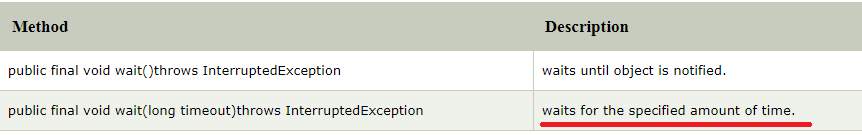 Method Description
public final void wait()throws InterruptedException waits until object is notified.
public final void wait(long timeout)throws InterruptedException waits for the specified amount of time.